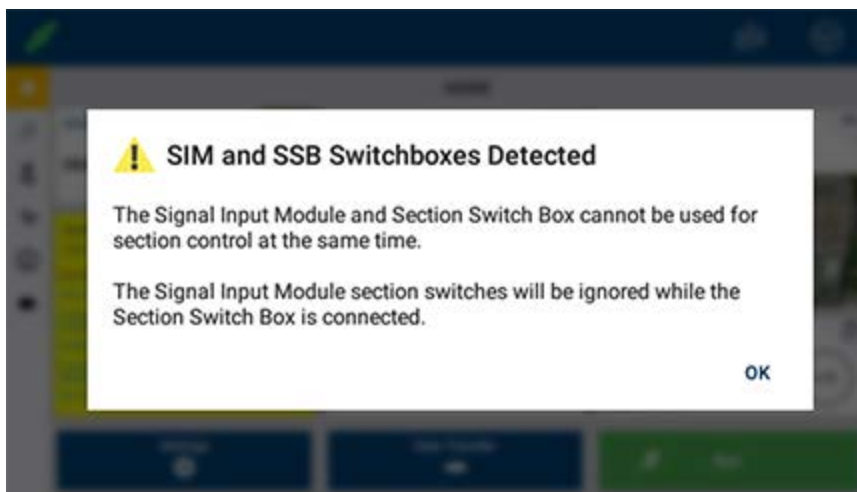 SIM and SSB Switchboxes Detected
The Signal Input Module and Section Switch Box cannot be used for
section control at the same time.
The Signal Input Module section switches will be ignored while the
Section Switch Box is connected.
OK